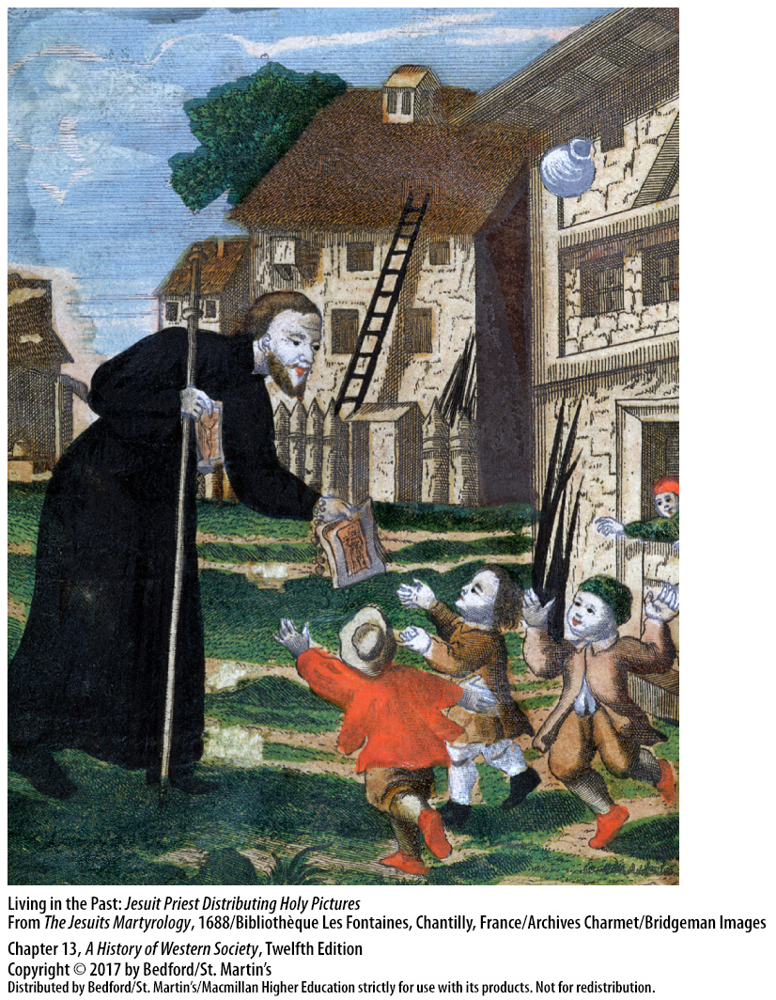 Living in the Past: Jesuit Priest Distributing Holy Pictures
From The Jesuits Martyrology, 1688/Bibliothèque Les Fontaines, Chantilly, France/Archives Charmet/Bridgeman Images
Chapter 13, A History of Western Society, Twelfth Edition
Copyright © 2017 by Bedford/St. Martin’s
Distributed by Bedford/St. Martin’s/Macmillan Higher Education strictly for use with its products. Not for redistribution.